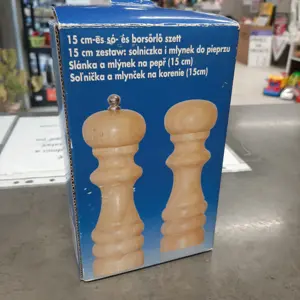 15 cm-es só- és borsörlő szett
15 cm zestaw: solniczka i młynek do pieprzu
Slánka a mlýnek na pepř (15 cm)
Soľnička a mlynček na korenie (15cm)